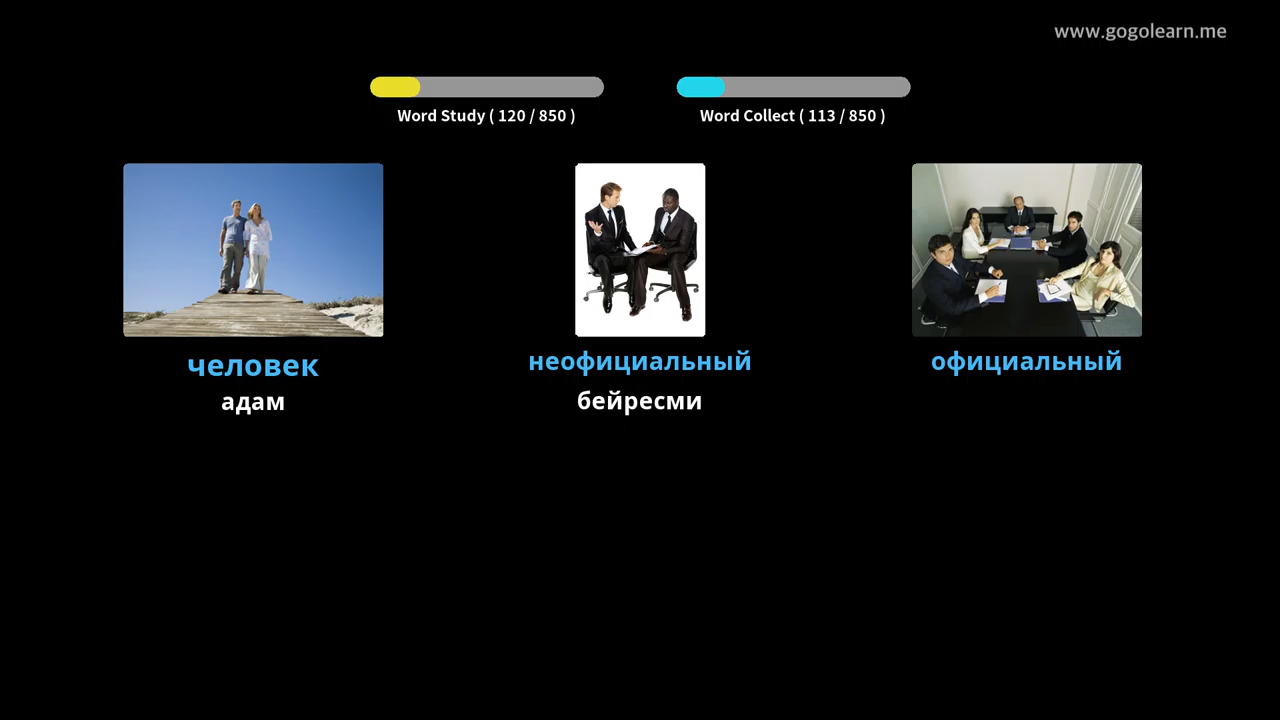 www.gogolearn.me
Word Study ( 120 / 850 )
Word Collect ( 113 / 850 )
человек
неофициальный
официальный
адам
бейресми